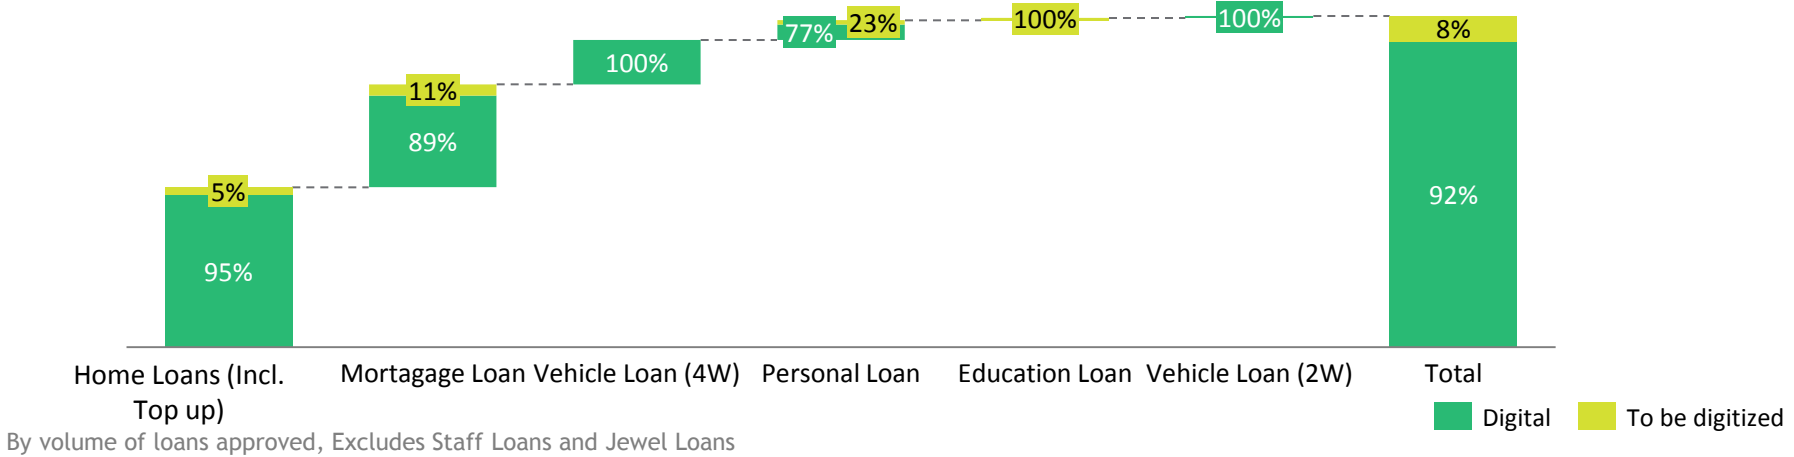 5%
95%
11%
89%
100%
77%
23%
100%
100%
8%
92%
Home Loans (Incl.
Top up)
Mortagage Loan
Vehicle Loan (4W)
Personal Loan
Education Loan
Vehicle Loan (2W)
Total
Digital
To be digitized
By volume of loans approved, Excludes Staff Loans and Jewel Loans